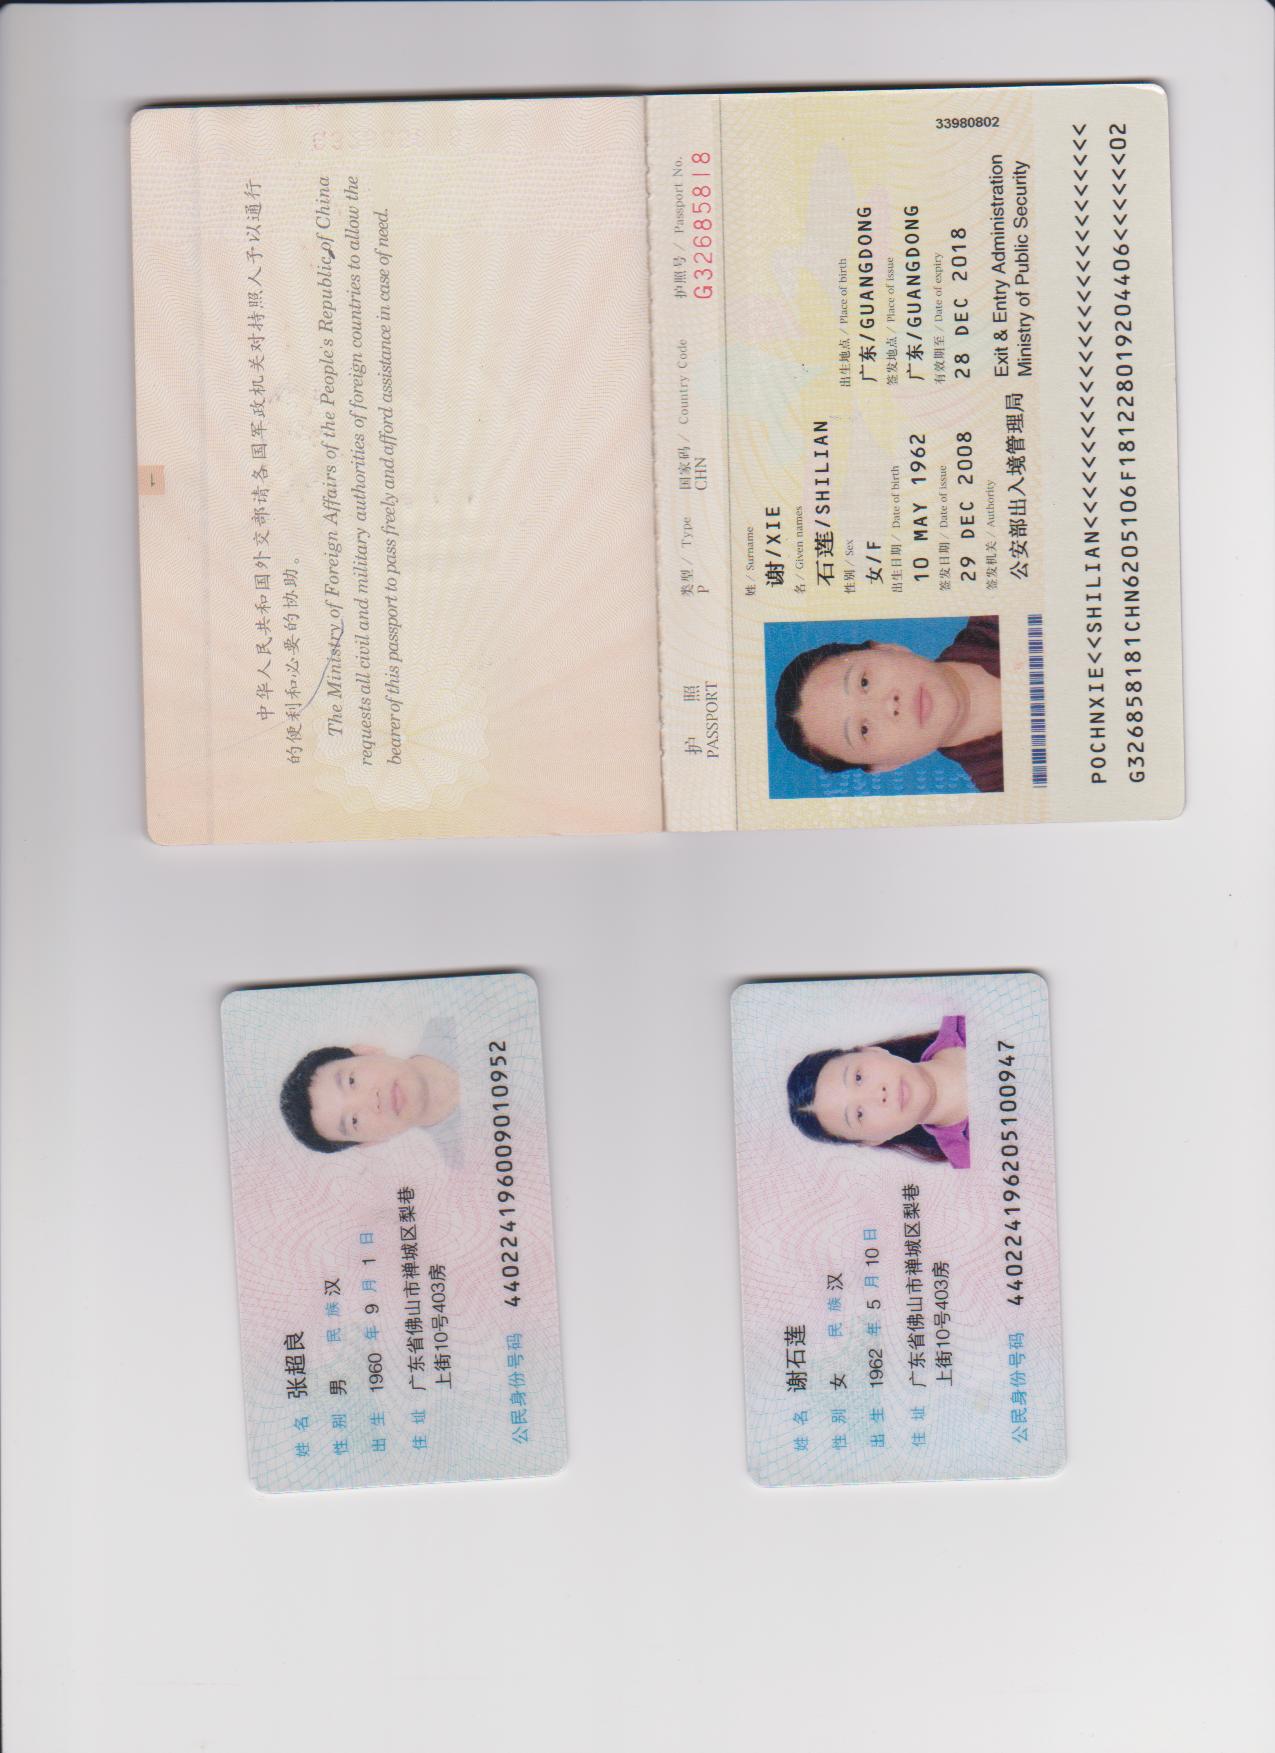 1
中华人民共和国外交部请各国军政机关对持照人予以通行
的便利和必要的协助。
The Ministry of Foreign Affairs of the People's Republic of China
requests all civil and military authorities of foreign countries to allow the
bearer of this passport to pass freely and afford assistance in case of need.
护 照
PASSPORT
类型 / Type
P
国家码 / Country Code
CHN
护照号 / Passport No.
G32685818
姓 / Surname
谢/XIE
名 / Given names
石莲/SHILIAN
性别 / Sex
女/F
出生地点 / Place of birth
广东/GUANGDONG
出生日期 / Date of birth
10 MAY 1962
签发地点 / Place of issue
广东/GUANGDONG
签发日期 / Date of issue
29 DEC 2008
有效期至 / Date of expiry
28 DEC 2018
签发机关 / Authority
公安部出入境管理局
Exit & Entry Administration
Ministry of Public Security
33980802
POCHNXIE<<SHILIAN<<<<<<<<<<<<<<<<<<<<<<<<<<<
G326858181CHN6205106F181228019204406<<<<<<02
姓 名 张超良
性 别 男 民 族 汉
出 生 1960 年 9 月 1 日
住 址 广东省佛山市禅城区梨巷
上街10号403房
公民身份号码 440224196009010952
姓 名 谢石莲
性 别 女 民 族 汉
出 生 1962 年 5 月 10 日
住 址 广东省佛山市禅城区梨巷
上街10号403房
公民身份号码 440224196205100947